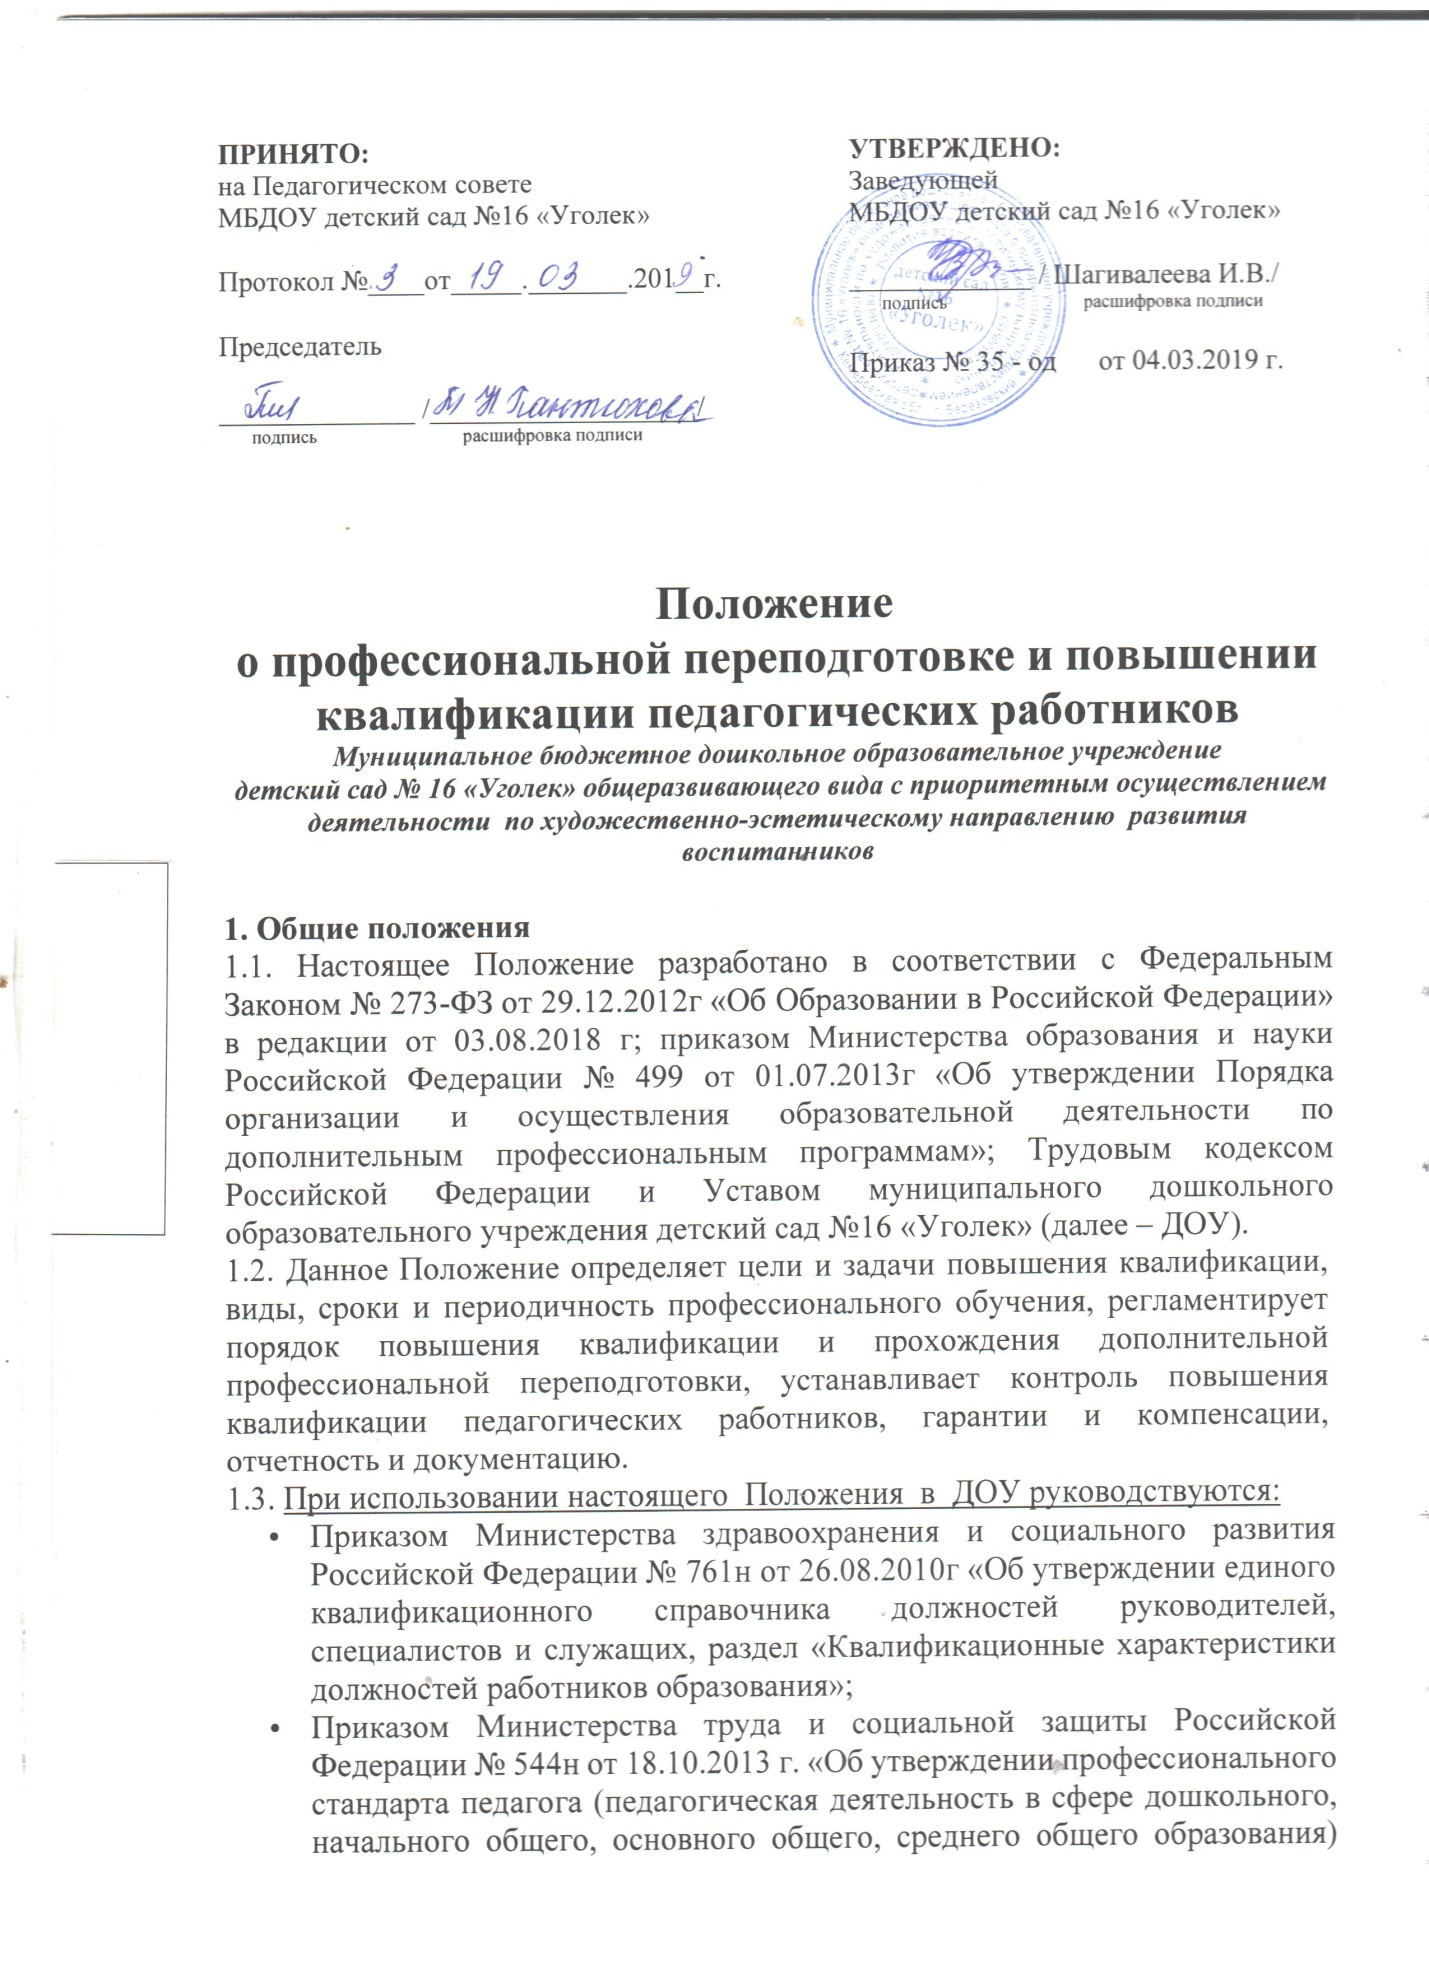 ПРИНЯТО:
на Педагогическом совете
МБДОУ детский сад №16 «Уголек»
Протокол № 3 от 19 . 03 .2019 г.
Председатель
/ Н Пантюхова /
подпись расшифровка подписи
УТВЕРЖДЕНО:
Заведующей
МБДОУ детский сад №16 «Уголек»
/ Шагивалеева И.В./
подпись расшифровка подписи
Приказ № 35 - од от 04.03.2019 г.
детский сад
№16
«Уголек»
Положение
о профессиональной переподготовке и повышении
квалификации педагогических работников
Муниципальное бюджетное дошкольное образовательное учреждение
детский сад № 16 «Уголек» общеразвивающего вида с приоритетным осуществлением
деятельности по художественно-эстетическому направлению развития
воспитанников
1. Общие положения
1.1. Настоящее Положение разработано в соответствии с Федеральным
Законом № 273-ФЗ от 29.12.2012г «Об Образовании в Российской Федерации»
в редакции от 03.08.2018 г; приказом Министерства образования и науки
Российской Федерации № 499 от 01.07.2013г «Об утверждении Порядка
организации и осуществления образовательной деятельности по
дополнительным профессиональным программам»; Трудовым кодексом
Российской Федерации и Уставом муниципального дошкольного
образовательного учреждения детский сад №16 «Уголек» (далее – ДОУ).
1.2. Данное Положение определяет цели и задачи повышения квалификации,
виды, сроки и периодичность профессионального обучения, регламентирует
порядок повышения квалификации и прохождения дополнительной
профессиональной переподготовки, устанавливает контроль повышения
квалификации педагогических работников, гарантии и компенсации,
отчетность и документацию.
1.3. При использовании настоящего Положения в ДОУ руководствуются:
• Приказом Министерства здравоохранения и социального развития
Российской Федерации № 761н от 26.08.2010г «Об утверждении единого
квалификационного справочника должностей руководителей,
специалистов и служащих, раздел «Квалификационные характеристики
должностей работников образования»;
• Приказом Министерства труда и социальной защиты Российской
Федерации № 544н от 18.10.2013 г. «Об утверждении профессионального
стандарта педагога (педагогическая деятельность в сфере дошкольного,
начального общего, основного общего, среднего общего образования)